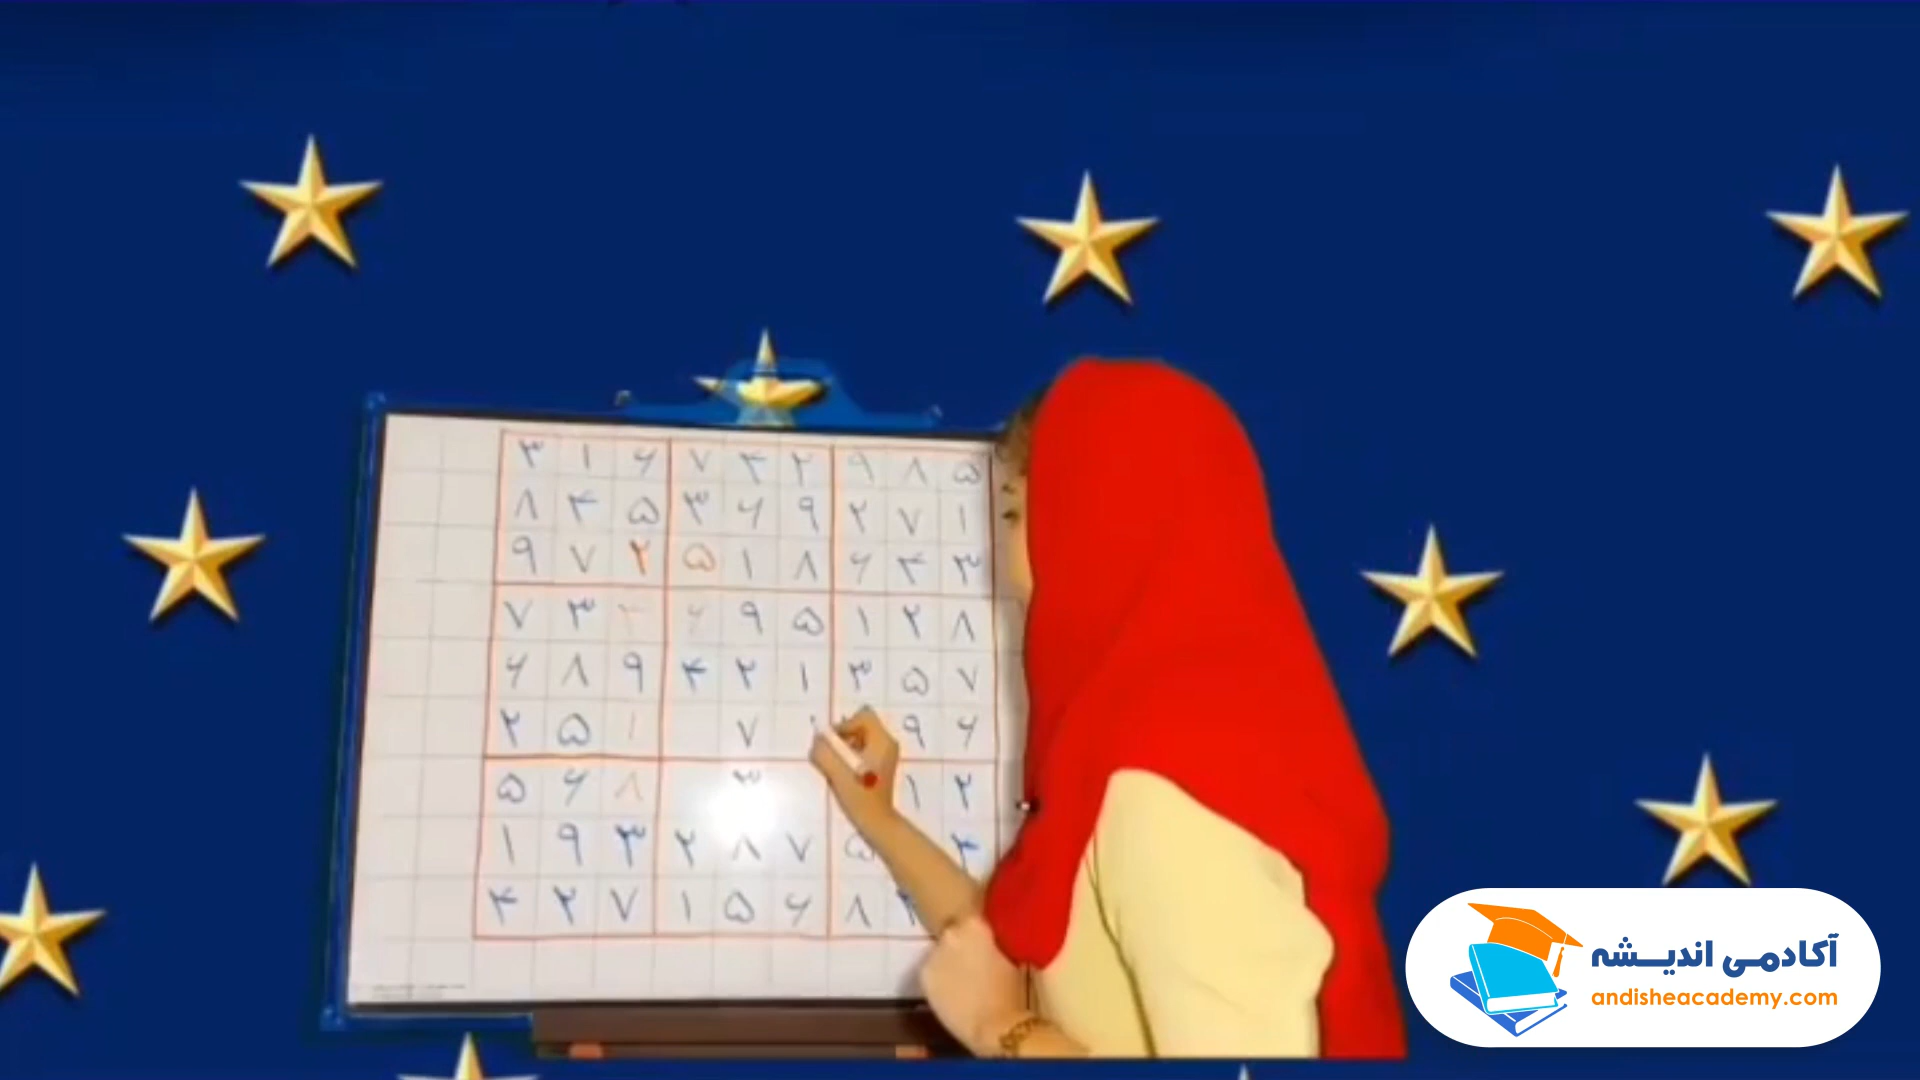 ۳ ۱ ۶ ۷ ۴ ۲ ۹ ۸ ۵
۸ ۴ ۵ ۳ ۶ ۹ ۲ ۷ ۱
۹ ۷ ۲ ۵ ۱ ۸ ۶ ۴ ۳
۷ ۳ ۶ ۹ ۵ ۱ ۲ ۸
۶ ۸ ۹ ۴ ۲ ۱ ۳ ۵ ۷
۲ ۵ ۱ ۷ ۹ ۶
۵ ۶ ۸ ۳ ۱ ۲
۱ ۹ ۳ ۲ ۸ ۷ ۵ ۴
۴ ۲ ۷ ۱ ۵ ۶ ۸
آکادمی اندیشه
andisheacademy.com